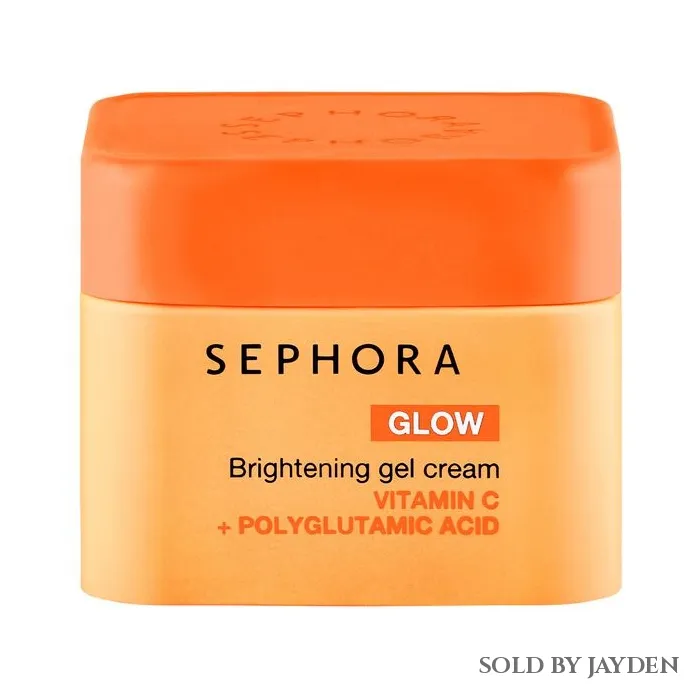 SEPHORA
GLOW
Brightening gel cream
VITAMIN C
+ POLYGLUTAMIC ACID
SOLD BY JAYDEN